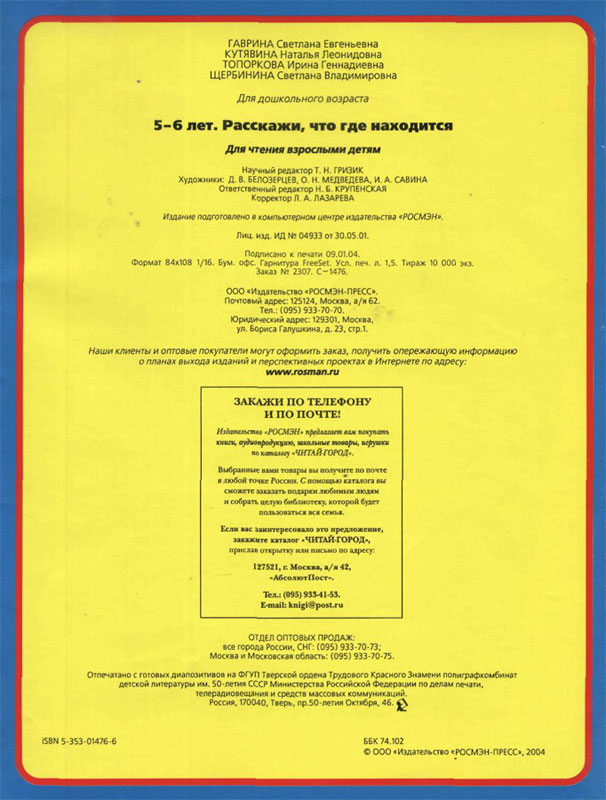 ГАВРИНА Светлана Евгеньевна
КУТЯВИНА Наталья Леонидовна
ТОПОРКОВА Ирина Геннадиевна
ЩЕРБИНИНА Светлана Владимировна
Для дошкольного возраста
5–6 лет. Расскажи, что где находится
Для чтения взрослыми детям
Научный редактор Т. Н. ГРИЗИК
Художники: Д. В. БЕЛОЗЕРЦЕВ, О. Н. МЕДВЕДЕВА, И. А. САВИНА
Ответственный редактор Н. Б. КРУПЕНСКАЯ
Корректор Л. А. ЛАЗАРЕВА
Издание подготовлено в компьютерном центре издательства «РОСМЭН».
Лиц. изд. ИД № 04933 от 30.05.01.
Подписано к печати 09.01.04.
Формат 84х108 1/16. Бум. офс. Гарнитура FreeSet. Усл. печ. л. 1,5. Тираж 10 000 экз.
Заказ № 2307. С–1476.
ООО «Издательство «РОСМЭН-ПРЕСС».
Почтовый адрес: 125124, Москва, а/я 62.
Тел.: (095) 933-70-70.
Юридический адрес: 129301, Москва,
ул. Бориса Галушкина, д. 23, стр.1.
Наши клиенты и оптовые покупатели могут оформить заказ, получить опережающую информацию
о планах выхода изданий и перспективных проектах в Интернете по адресу:
www.rosman.ru
ЗАКАЖИ ПО ТЕЛЕФОНУ
И ПО ПОЧТЕ!
Издательство «РОСМЭН» предлагает вам покупать
книги, аудиопродукцию, школьные товары, игрушки
по каталогу «ЧИТАЙ-ГОРОД».
Выбранные вами товары вы получите по почте
в любой точке России. С помощью каталога вы
сможете заказать подарки любимым людям
и собрать целую библиотеку, которой будет
пользоваться вся семья.
Если вас заинтересовало это предложение,
закажите каталог «ЧИТАЙ-ГОРОД»,
прислав открытку или письмо по адресу:
127521, г. Москва, а/я 42,
«АбсолютПост».
Тел.: (095) 933-41-53.
E-mail: knigi@post.ru
ОТДЕЛ ОПТОВЫХ ПРОДАЖ:
все города России, СНГ: (095) 933-70-73;
Москва и Московская область: (095) 933-70-75.
Отпечатано с готовых диапозитивов на ФГУП Тверской ордена Трудового Красного Знамени полиграфкомбинат
детской литературы им. 50-летия СССР Министерства Российской Федерации по делам печати,
телерадиовещания и средств массовых коммуникаций.
Россия, 170040, Тверь, пр.50-летия Октября, 46.
ISBN 5-353-01476-6
ББК 74.102
© ООО «Издательство «РОСМЭН-ПРЕСС», 2004